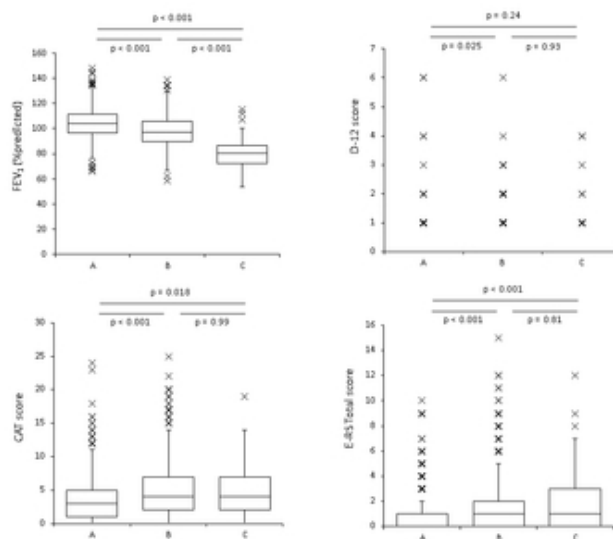 p < 0.001
p < 0.001
p < 0.001
FEV₁ (%predicted)
160
140
120
100
80
60
40
20
0
A
B
C
p = 0.24
p = 0.025
p = 0.93
D-12 score
7
6
5
4
3
2
1
0
A
B
C
p = 0.018
p < 0.001
p = 0.99
CAT score
30
25
20
15
10
5
0
A
B
C
p < 0.001
p < 0.001
p = 0.81
E-RS Total score
16
14
12
10
8
6
4
2
0
A
B
C